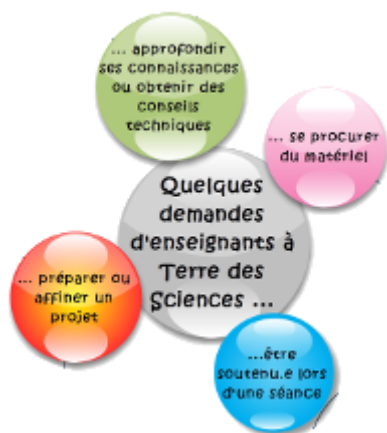 Quelques
demandes
d'enseignants à
Terre des
Sciences ...
... approfondir
ses connaissances
ou obtenir des
conseils
techniques
... se procurer
du matériel
...être
soutenu.e lors
d'une séance
... préparer ou
affiner un
projet